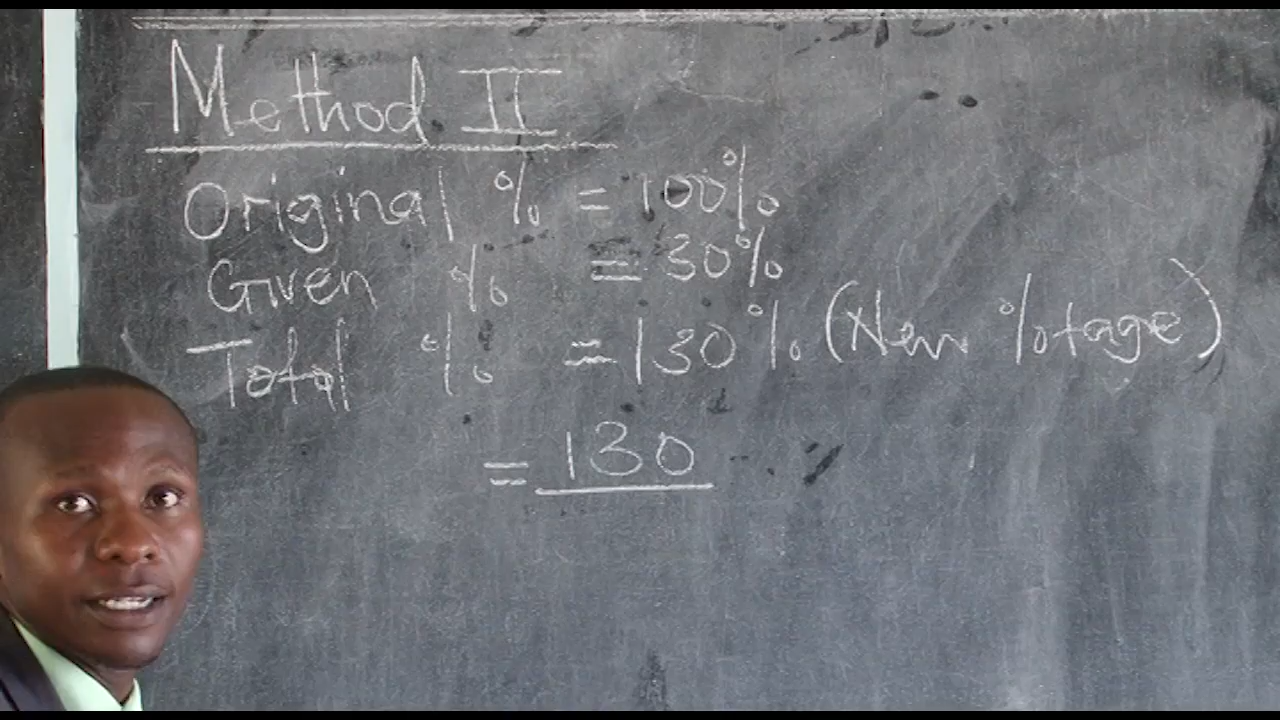 Method II
Original % = 100%
Given % = 30%
Total % = 130% (New %tage)
= 130